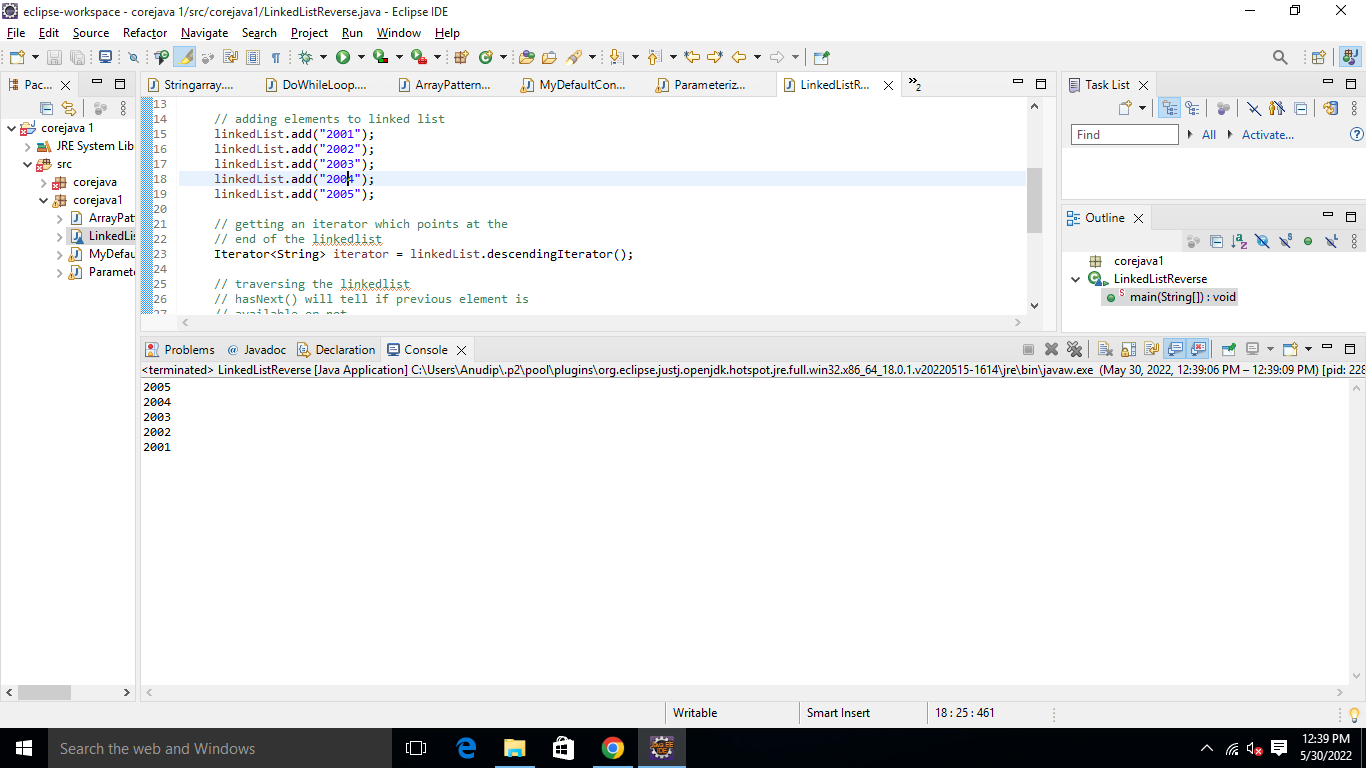 eclipse-workspace - corejava 1/src/corejava1/LinkedListReverse.java - Eclipse IDE
File Edit Source Refactor Navigate Search Project Run Window Help
Pac...
Stringarray.... DoWhileLoop.... ArrayPattern... MyDefaultCon... Parameteriz... LinkedListR... »2
corejava 1
JRE System Lib
src
corejava
corejava1
ArrayPat
LinkedLis
MyDefau
Paramete
13
14 // adding elements to linked list
15 linkedList.add("2001");
16 linkedList.add("2002");
17 linkedList.add("2003");
18 linkedList.add("2004");
19 linkedList.add("2005");
20
21 // getting an iterator which points at the
22 // end of the linkedlist
23 Iterator<String> iterator = linkedList.descendingIterator();
24
25 // traversing the linkedlist
26 // hasNext() will tell if previous element is
27 // available or not
Task List
Find All Activate...
Outline
corejava1
LinkedListReverse
main(String[]) : void
Problems @ Javadoc Declaration Console
<terminated> LinkedListReverse [Java Application] C:\Users\Anudip\.p2\pool\plugins\org.eclipse.justj.openjdk.hotspot.jre.full.win32.x86_64_18.0.1.v20220515-1614\jre\bin\javaw.exe (May 30, 2022, 12:39:06 PM – 12:39:09 PM) [pid: 228
2005
2004
2003
2002
2001
Writable Smart Insert 18 : 25 : 461
Search the web and Windows
12:39 PM
5/30/2022